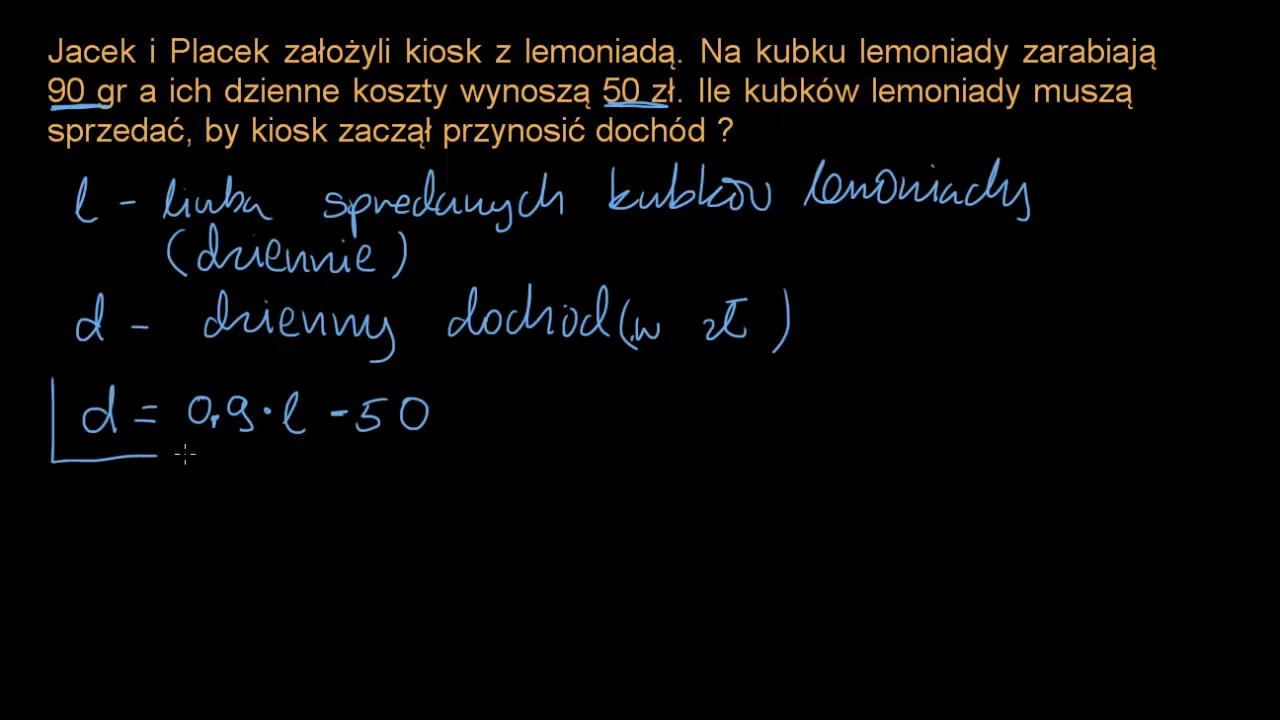 Jacek i Placek założyli kiosk z lemoniadą. Na kubku lemoniady zarabiają
90 gr a ich dzienne koszty wynoszą 50 zł. Ile kubków lemoniady muszą
sprzedać, by kiosk zaczął przynosić dochód ?
l - liczba sprzedanych kubków lemoniady
(dziennie)
d - dzienny dochód (w zł)
d = 0,9·l - 50